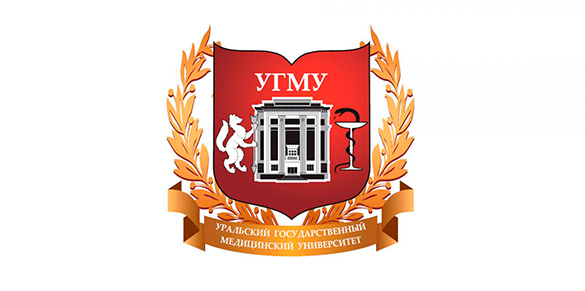 УГМУ
УРАЛЬСКИЙ ГОСУДАРСТВЕННЫЙ
МЕДИЦИНСКИЙ УНИВЕРСИТЕТ